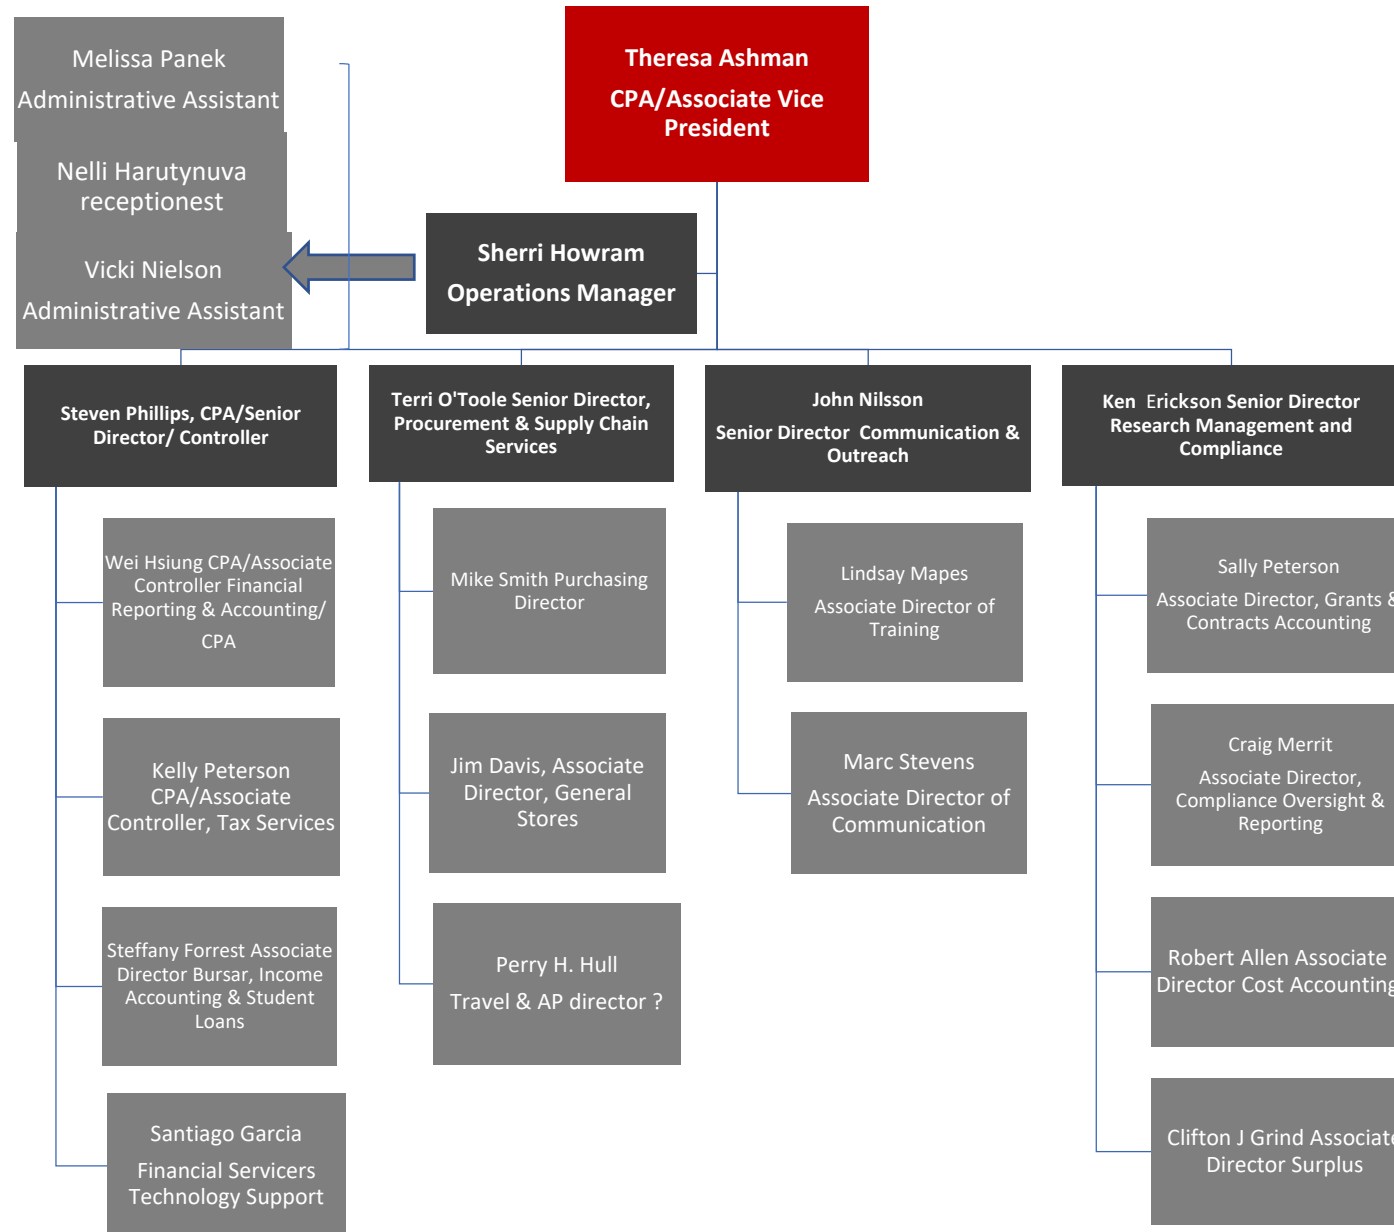 Melissa Panek
Administrative Assistant
Nelli Harutynuva
receptionest
Vicki Nielson
Administrative Assistant
Theresa Ashman
CPA/Associate Vice
President
Sherri Howram
Operations Manager
Steven Phillips, CPA/Senior
Director/ Controller
Wei Hsiung CPA/Associate
Controller Financial
Reporting & Accounting/
CPA
Kelly Peterson
CPA/Associate
Controller, Tax Services
Steffany Forrest Associate
Director Bursar, Income
Accounting & Student
Loans
Santiago Garcia
Financial Servicers
Technology Support
Terri O'Toole Senior Director,
Procurement & Supply Chain
Services
Mike Smith Purchasing
Director
Jim Davis, Associate
Director, General
Stores
Perry H. Hull
Travel & AP director ?
John Nilsson
Senior Director  Communication &
Outreach
Lindsay Mapes
Associate Director of
Training
Marc Stevens
Associate Director of
Communication
Ken  Erickson Senior Director
Research Management and
Compliance
Sally Peterson
Associate Director, Grants &
Contracts Accounting
Craig Merrit
Associate Director,
Compliance Oversight &
Reporting
Robert Allen Associate
Director Cost Accounting
Clifton J Grind Associate
Director Surplus